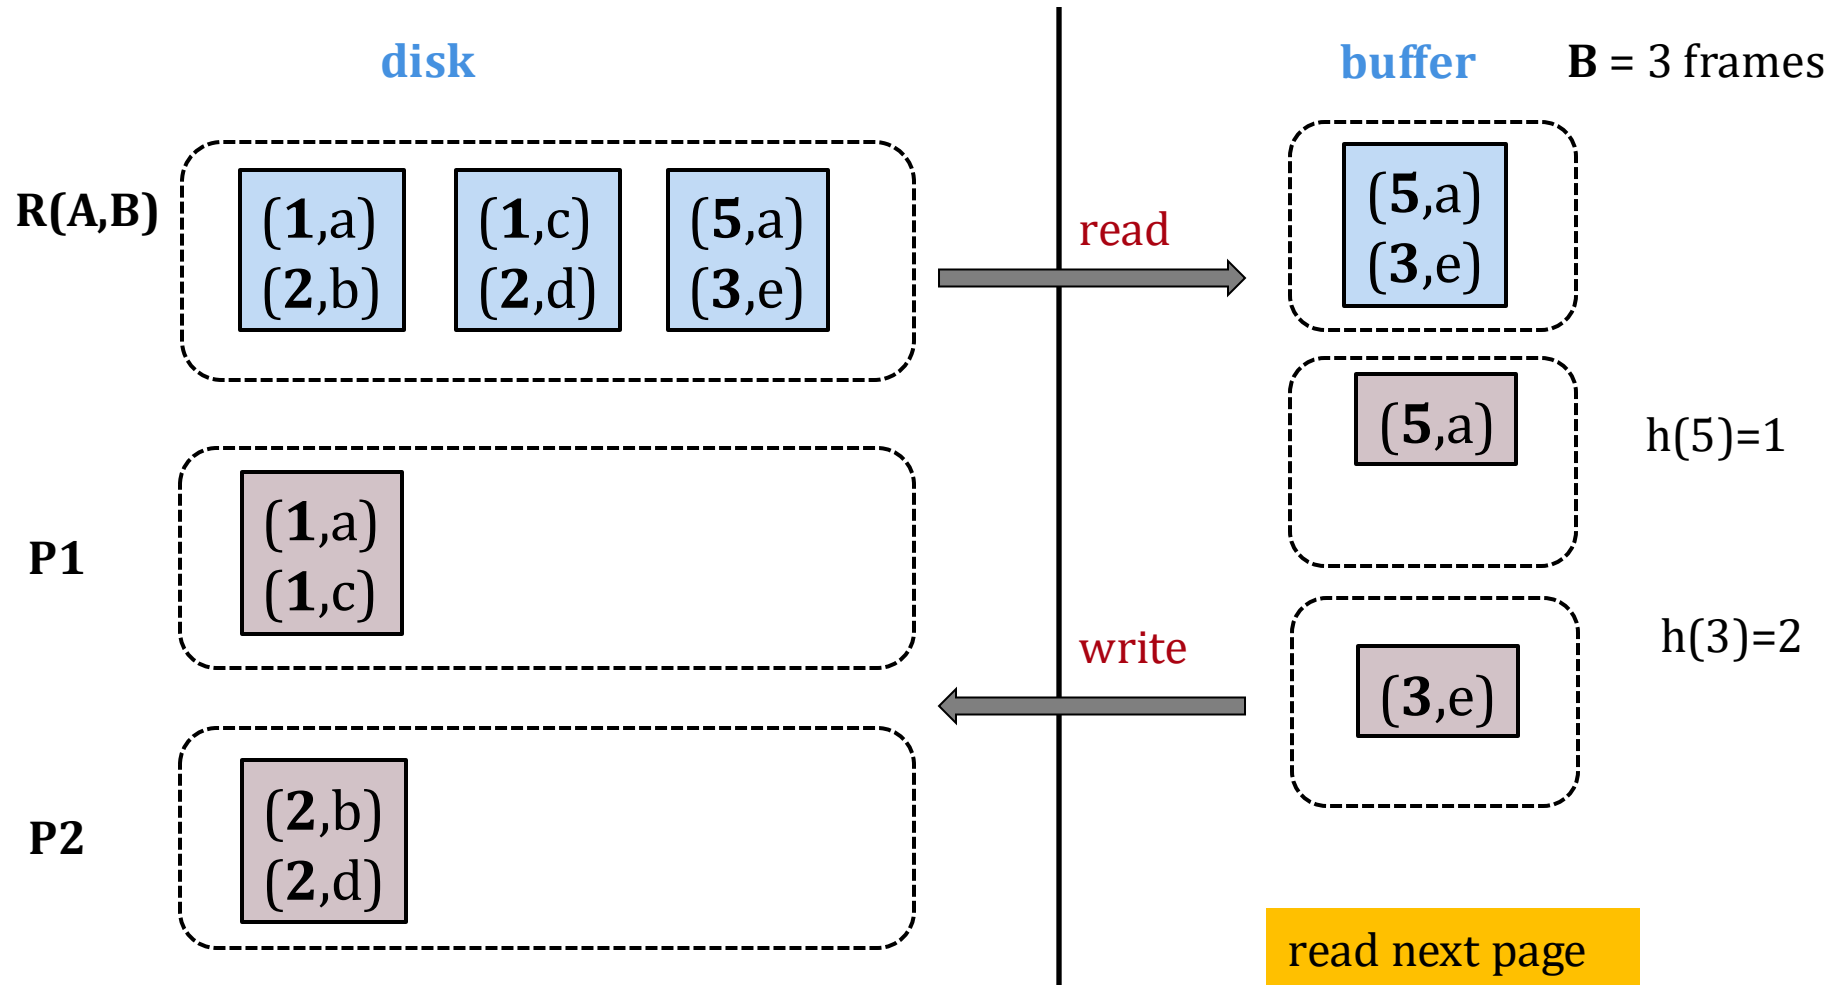 disk
buffer
B = 3 frames
R(A,B)
(1,a)
(2,b)
(1,c)
(2,d)
(5,a)
(3,e)
read
(5,a)
(3,e)
(5,a)
h(5)=1
P1
(1,a)
(1,c)
write
(3,e)
h(3)=2
P2
(2,b)
(2,d)
read next page